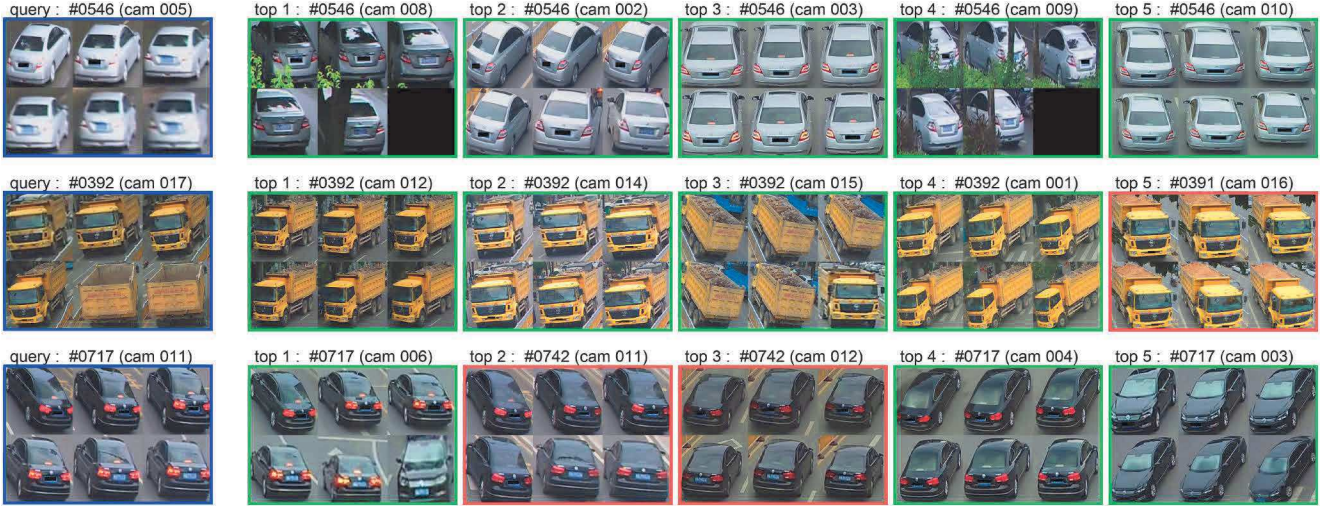 query : #0546 (cam 005) top 1 : #0546 (cam 008) top 2 : #0546 (cam 002) top 3 : #0546 (cam 003) top 4 : #0546 (cam 009) top 5 : #0546 (cam 010)
query : #0392 (cam 017) top 1 : #0392 (cam 012) top 2 : #0392 (cam 014) top 3 : #0392 (cam 015) top 4 : #0392 (cam 001) top 5 : #0391 (cam 016)
query : #0717 (cam 011) top 1 : #0717 (cam 006) top 2 : #0742 (cam 011) top 3 : #0742 (cam 012) top 4 : #0717 (cam 004) top 5 : #0717 (cam 003)